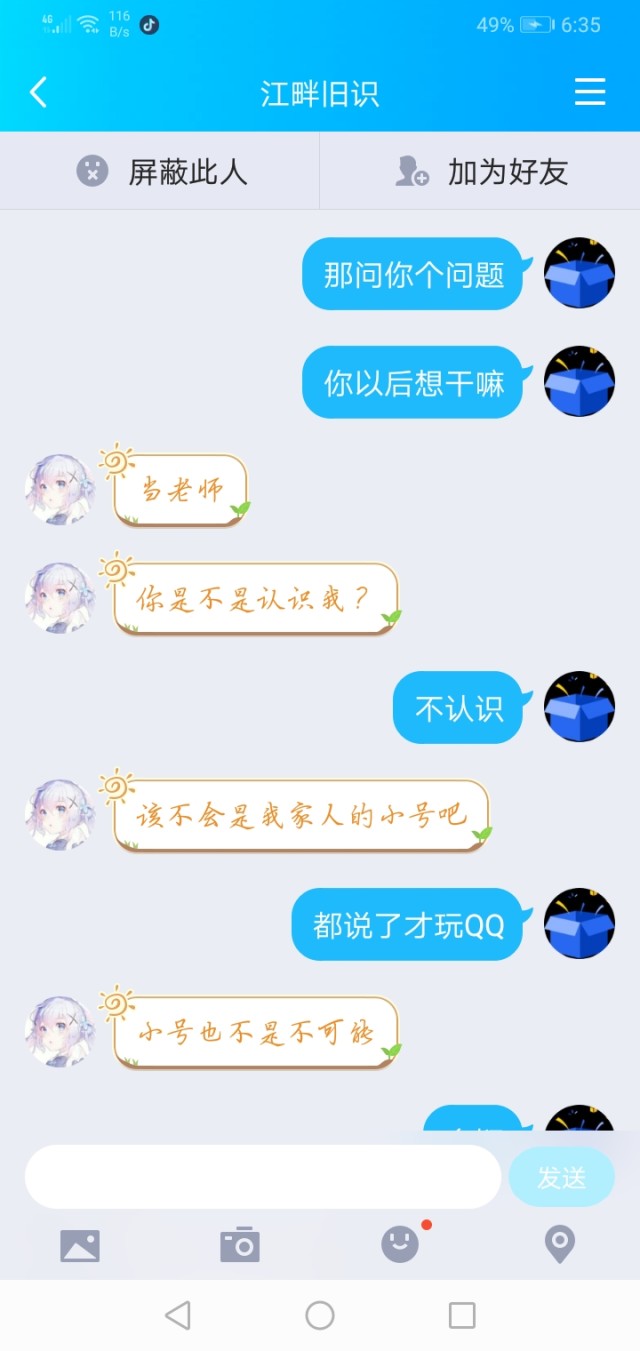 4G
116
B/s
49%
6:35
江畔旧识
屏蔽此人
加为好友
那问你个问题
你以后想干嘛
当老师
你是不是认识我？
不认识
该不会是我家人的小号吧
都说了才玩QQ
小号也不是不可能
发送